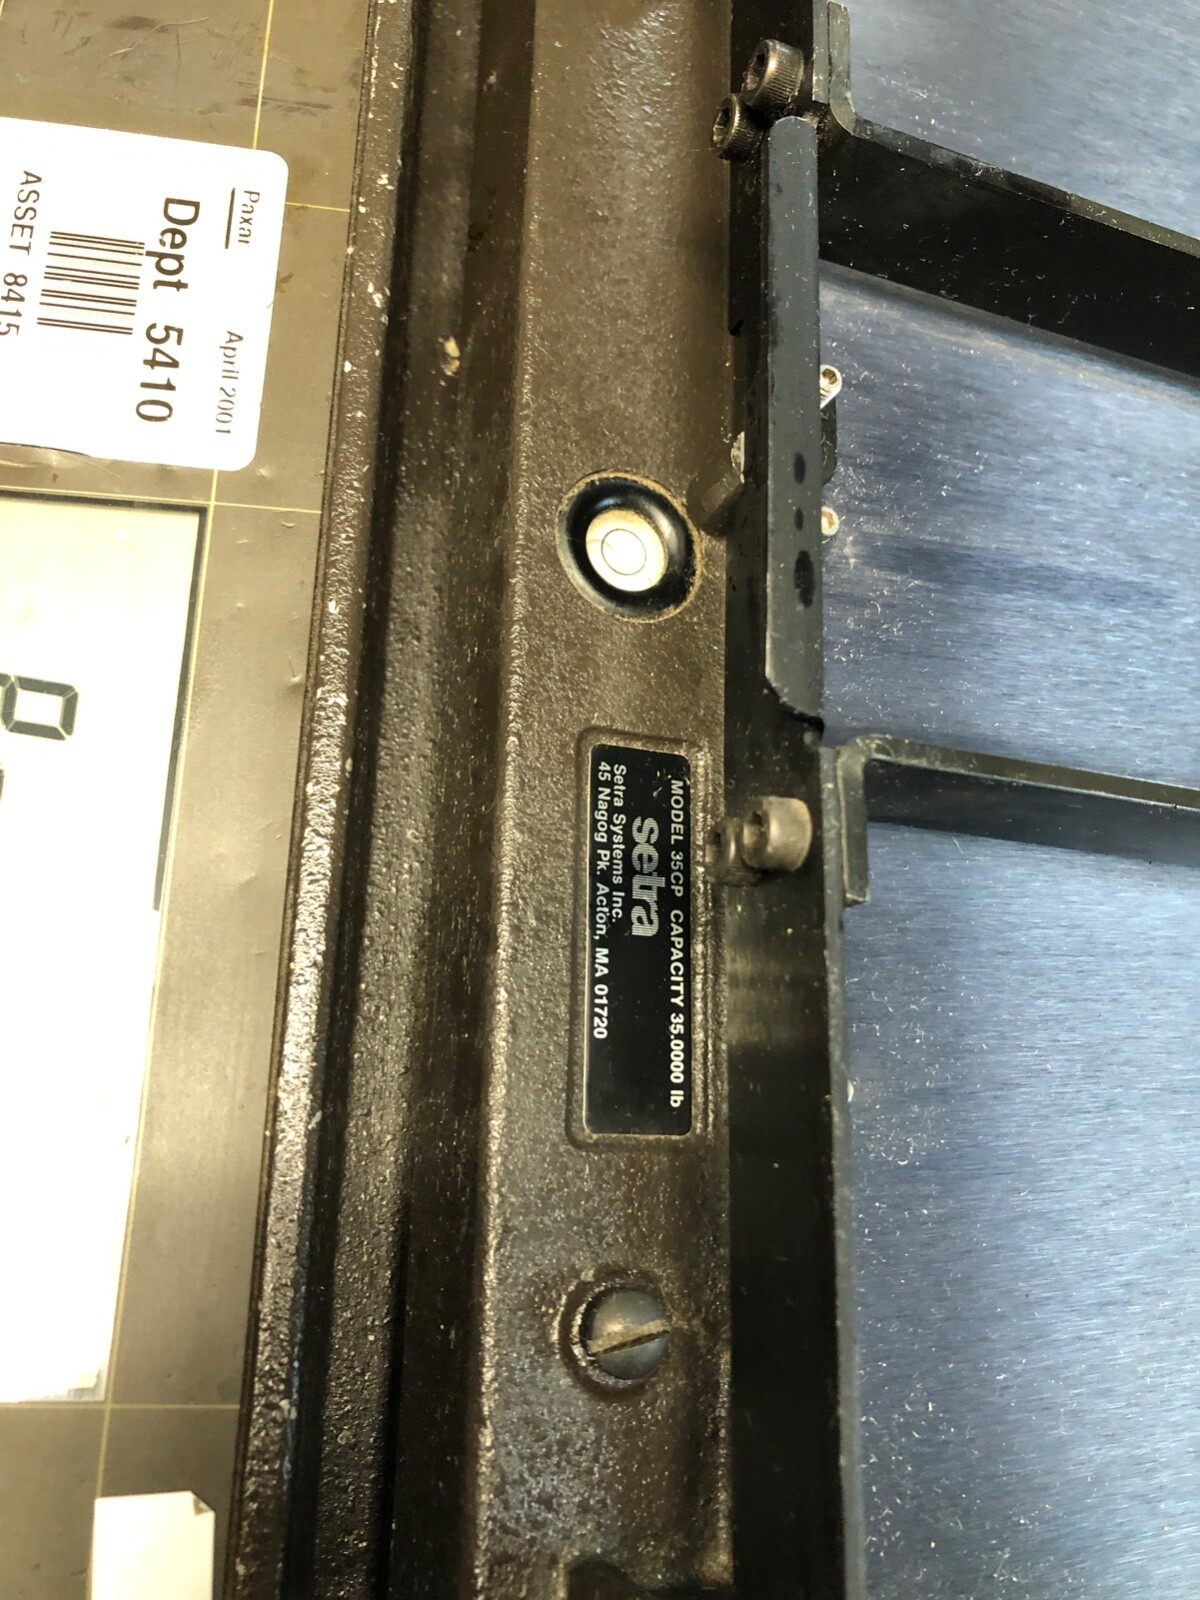 Paxar April 2001
Dept 5410
ASSET 8415
MODEL 35CP CAPACITY 35.0000 lb
setra
Setra Systems Inc.
45 Nagog Pk. Acton, MA 01720